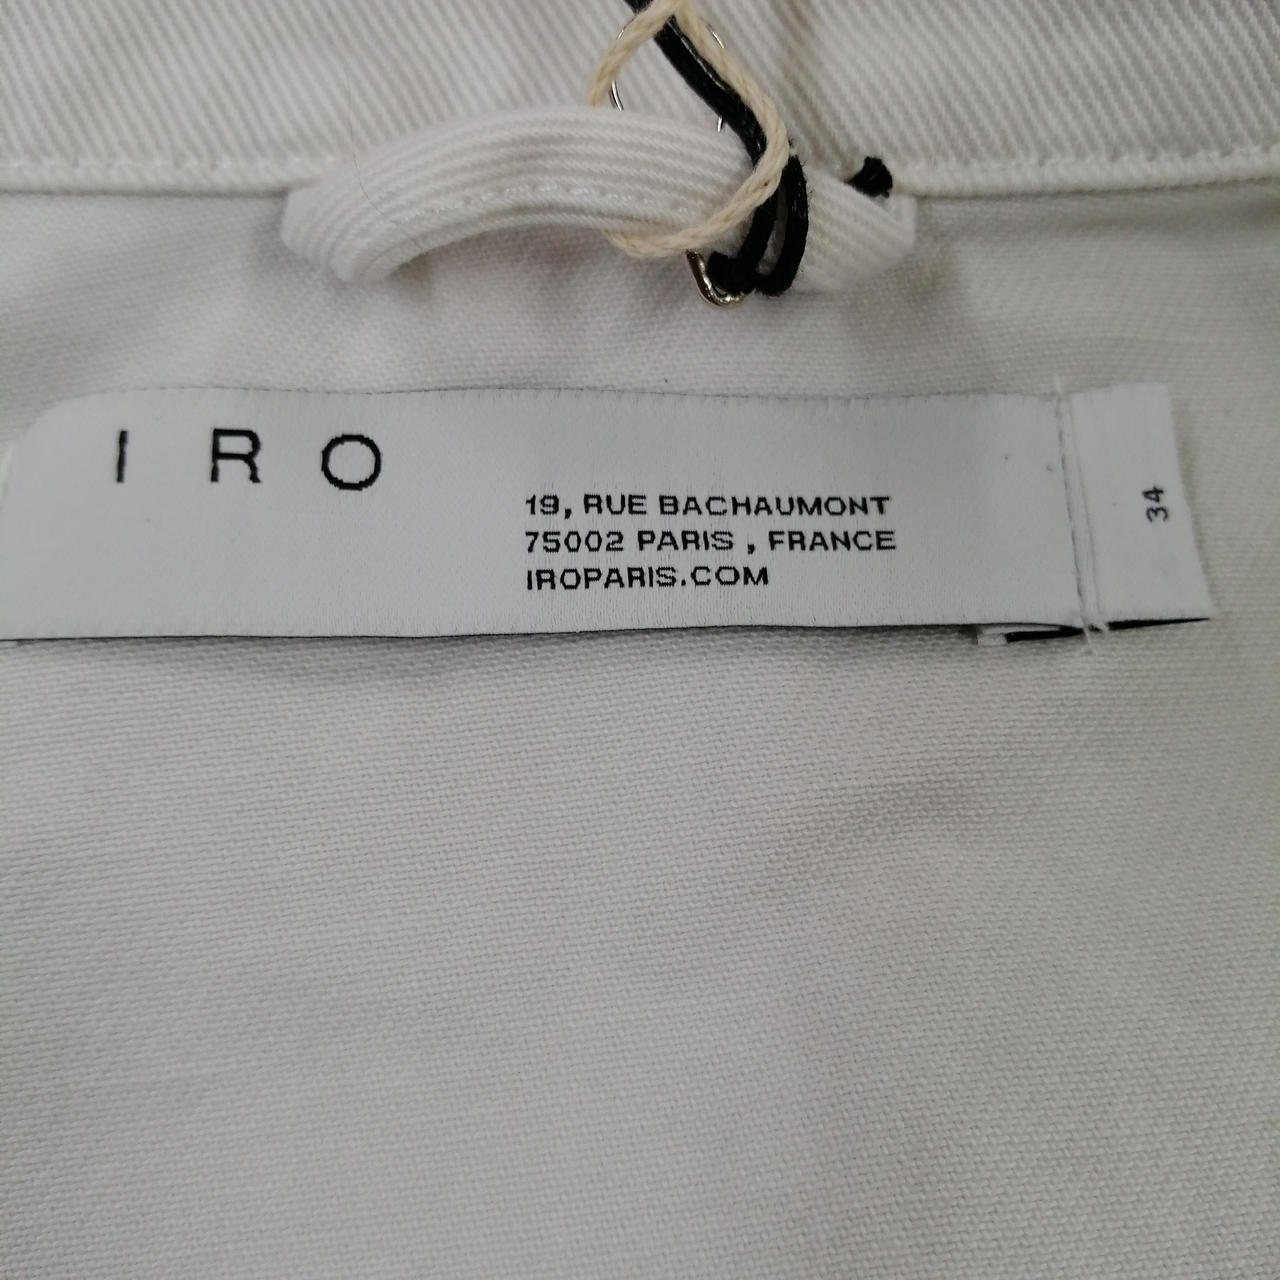 IRO
19, RUE BACHAUMONT
75002 PARIS , FRANCE
IROPARIS.COM
34